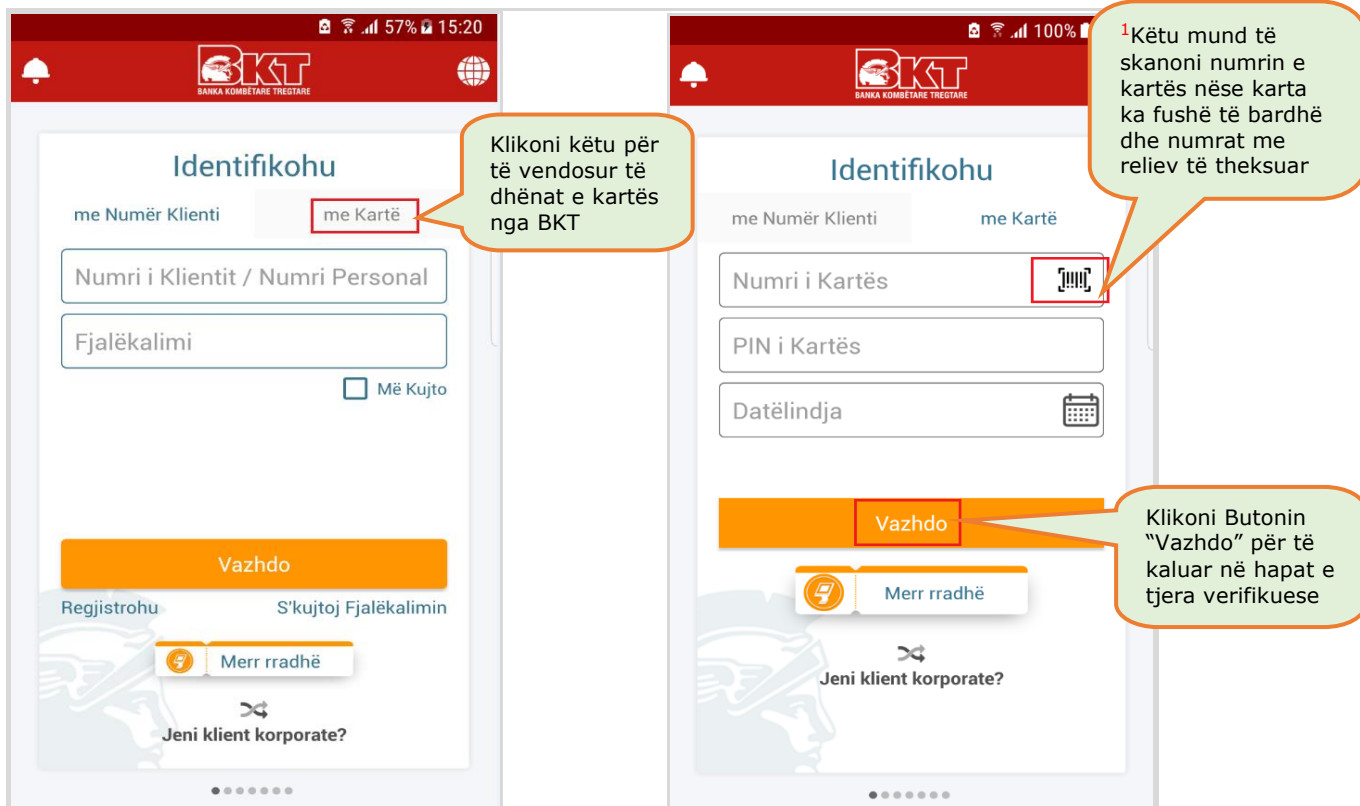 57% 15:20
BKT
BANKA KOMBËTARE TREGTARE
Identifikohu
me Numër Klienti
me Kartë
Numri i Klientit / Numri Personal
Fjalëkalimi
Më Kujto
Vazhdo
Regjistrohu
S'kujtoj Fjalëkalimin
Merr rradhë
Jeni klient korporate?
Klikoni këtu për
të vendosur të
dhënat e kartës
nga BKT
100%
BKT
BANKA KOMBËTARE TREGTARE
Identifikohu
me Numër Klienti
me Kartë
Numri i Kartës
PIN i Kartës
Datëlindja
Vazhdo
Merr rradhë
Jeni klient korporate?
1Këtu mund të
skanoni numrin e
kartës nëse karta
ka fushë të bardhë
dhe numrat me
reliev të theksuar
Klikoni Butonin
“Vazhdo” për të
kaluar në hapat e
tjera verifikuese